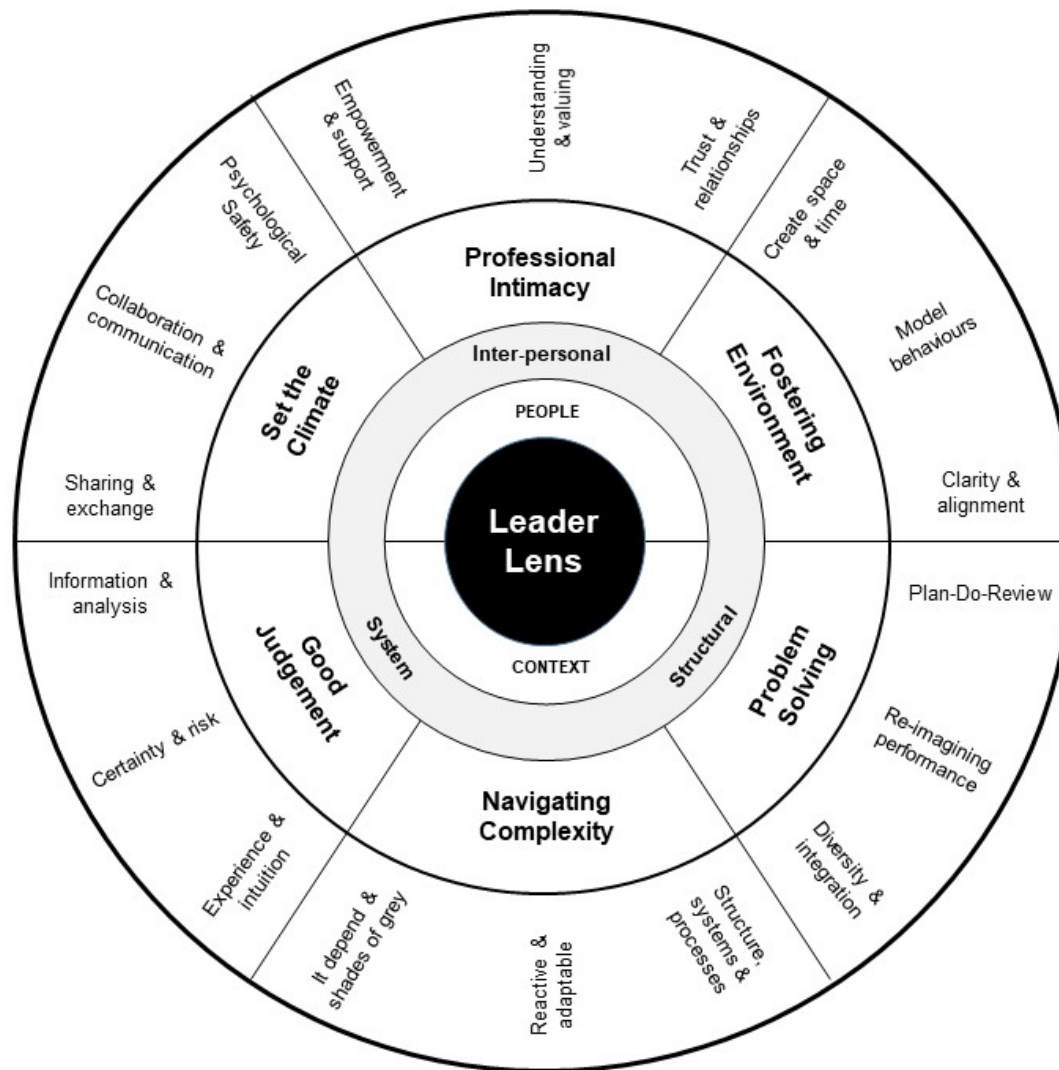 Empowerment
& support
Understanding
& valuing
Trust &
relationships
Create space
& time
Model
behaviours
Clarity &
alignment
Plan-Do-Review
Re-imagining
performance
Diversity &
integration
Structure,
systems &
processes
Reactive &
adaptable
It depend &
shades of grey
Experience &
intuition
Certainty & risk
Information &
analysis
Sharing &
exchange
Collaboration &
communication
Psychological
Safety
Professional
Intimacy
Fostering
Environment
Problem
Solving
Navigating
Complexity
Good
Judgement
Set the
Climate
Inter-personal
Structural
System
PEOPLE
Leader
Lens
CONTEXT